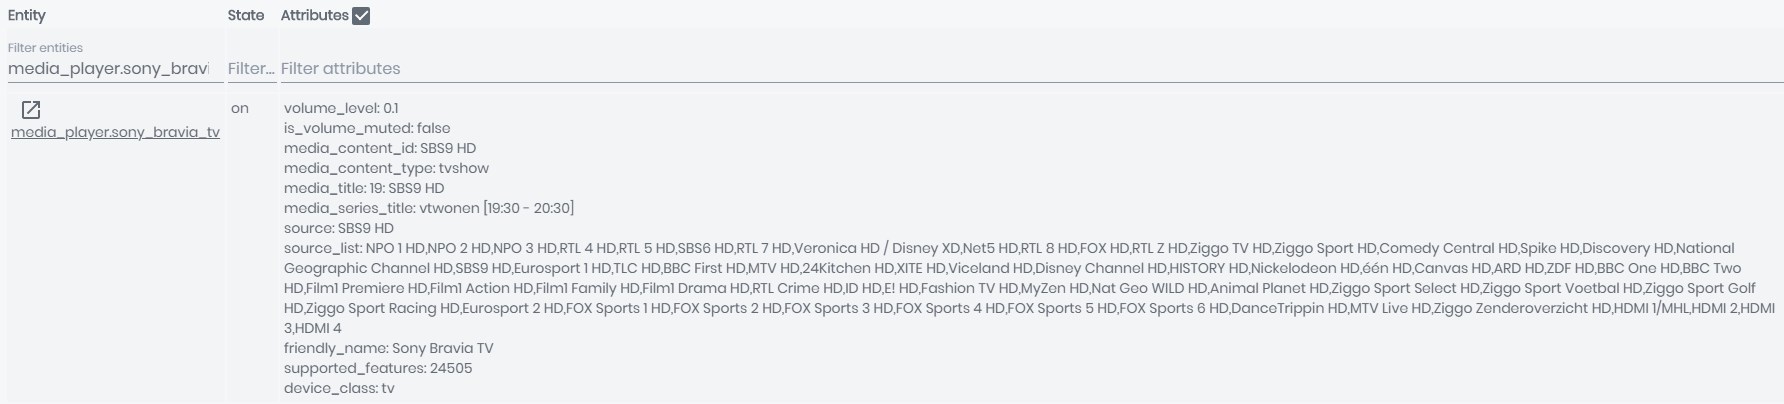 Entity State Attributes
Filter entities
media_player.sony_brav Filter... Filter attributes
on volume_level: 0.1
is_volume_muted: false
media_player.sony_bravia_tv
media_content_id: SBS9 HD
media_content_type: tvshow
media_title: 19: SBS9 HD
media_series_title: vtwonen [19:30 - 20:30]
source: SBS9 HD
source_list: NPO 1 HD,NPO 2 HD,NPO 3 HD,RTL 4 HD,RTL 5 HD,SBS6 HD,RTL 7 HD,Veronica HD / Disney XD,Net5 HD,RTL 8 HD,FOX HD,RTL Z HD,Ziggo TV HD,Ziggo Sport HD,Comedy Central HD,Spike HD,Discovery HD,National
Geographic Channel HD,SBS9 HD,Eurosport 1 HD,TLC HD,BBC First HD,MTV HD,24Kitchen HD,XITE HD,Viceland HD,Disney Channel HD,HISTORY HD,Nickelodeon HD,één HD,Canvas HD,ARD HD,ZDF HD,BBC One HD,BBC Two
HD,Film1 Premiere HD,Film1 Action HD,Film1 Family HD,Film1 Drama HD,RTL Crime HD,ID HD,E! HD,Fashion TV HD,MyZen HD,Nat Geo WILD HD,Animal Planet HD,Ziggo Sport Select HD,Ziggo Sport Voetbal HD,Ziggo Sport Golf
HD,Ziggo Sport Racing HD,Eurosport 2 HD,FOX Sports 1 HD,FOX Sports 2 HD,FOX Sports 3 HD,FOX Sports 4 HD,FOX Sports 5 HD,FOX Sports 6 HD,DanceTrippin HD,MTV Live HD,Ziggo Zenderoverzicht HD,HDMI 1/MHL,HDMI 2,HDMI
3,HDMI 4
friendly_name: Sony Bravia TV
supported_features: 24505
device_class: tv